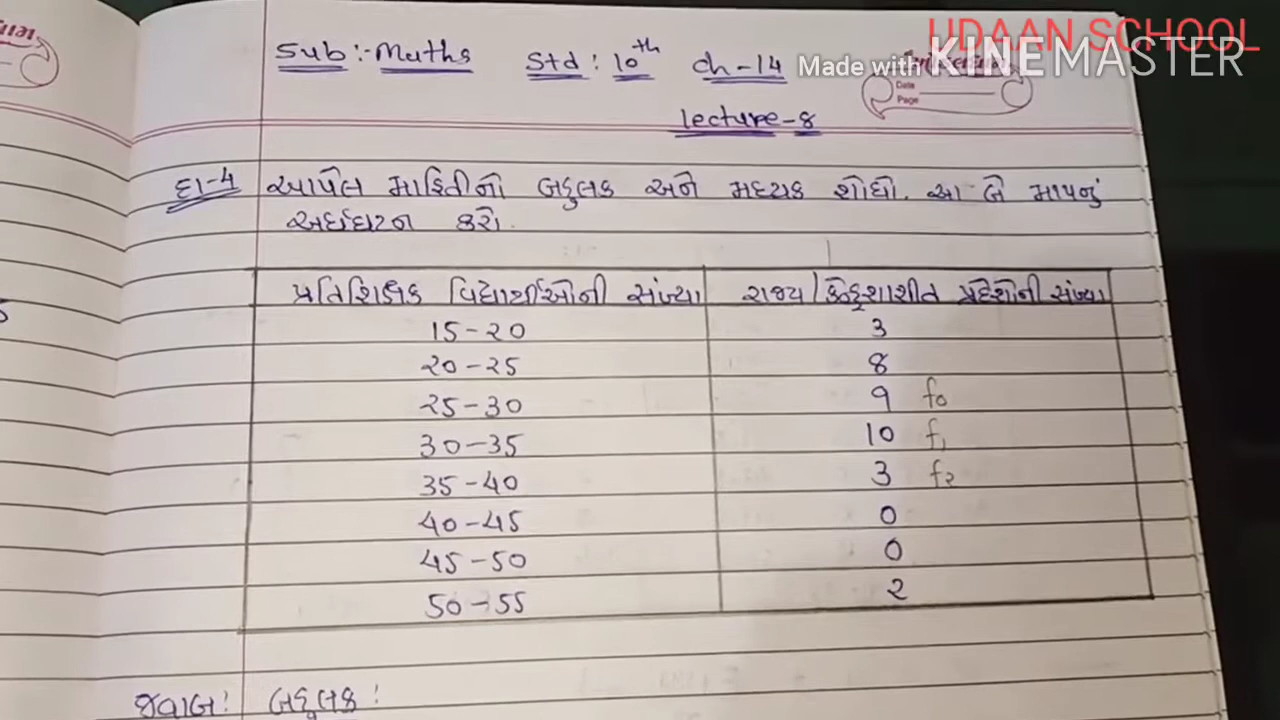 UDAAN SCHOOL
Made with KINEMASTER
Sub :- Maths Std : 10th ch-14
Date
Page
lecture-8
દા-4 આપેલ માહિતીનો બહુલક અને મધ્યક શોધો. આ બે માપનું
અર્થઘટન કરો.
પ્રતિશિક્ષક વિદ્યાર્થીઓની સંખ્યા રાજ્ય/કેન્દ્રશાસીત પ્રદેશોની સંખ્યા
15-20 3
20-25 8
25-30 9 f0
30-35 10 f1
35-40 3 f2
40-45 0
45-50 0
50-55 2
જવાબ: બહુલક: